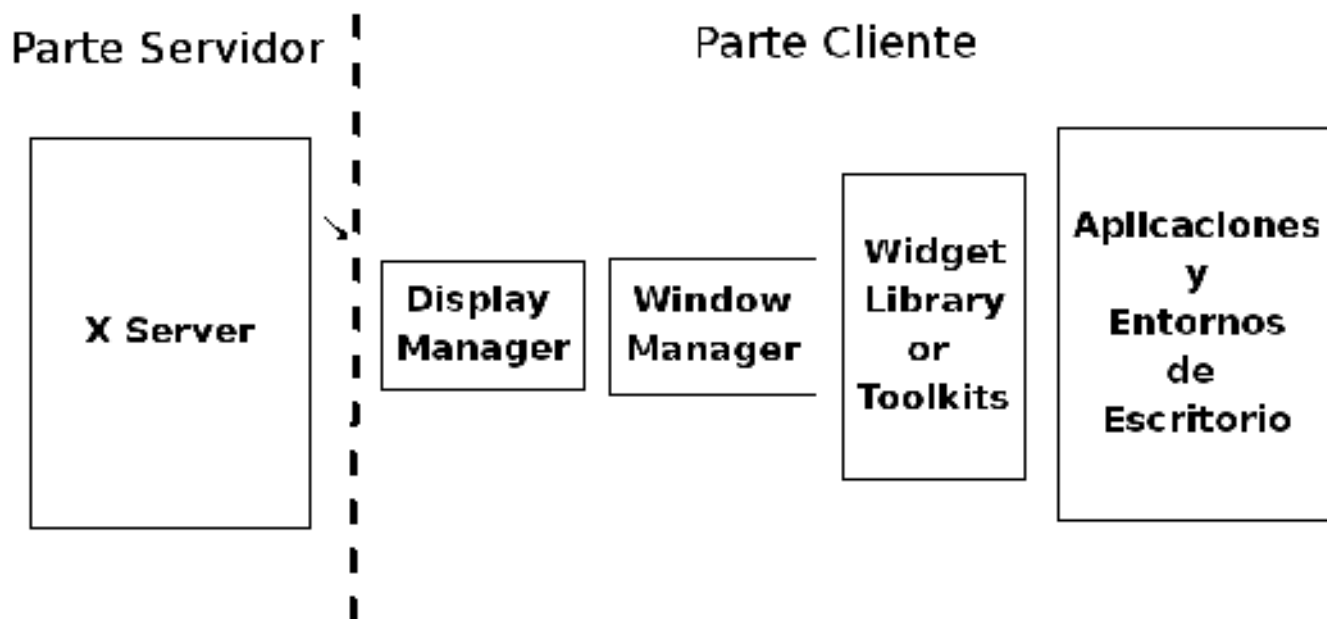 Parte Servidor
Parte Cliente
X Server
Display
Manager
Window
Manager
Widget
Library
or
Toolkits
Aplicaciones
y
Entornos
de
Escritorio